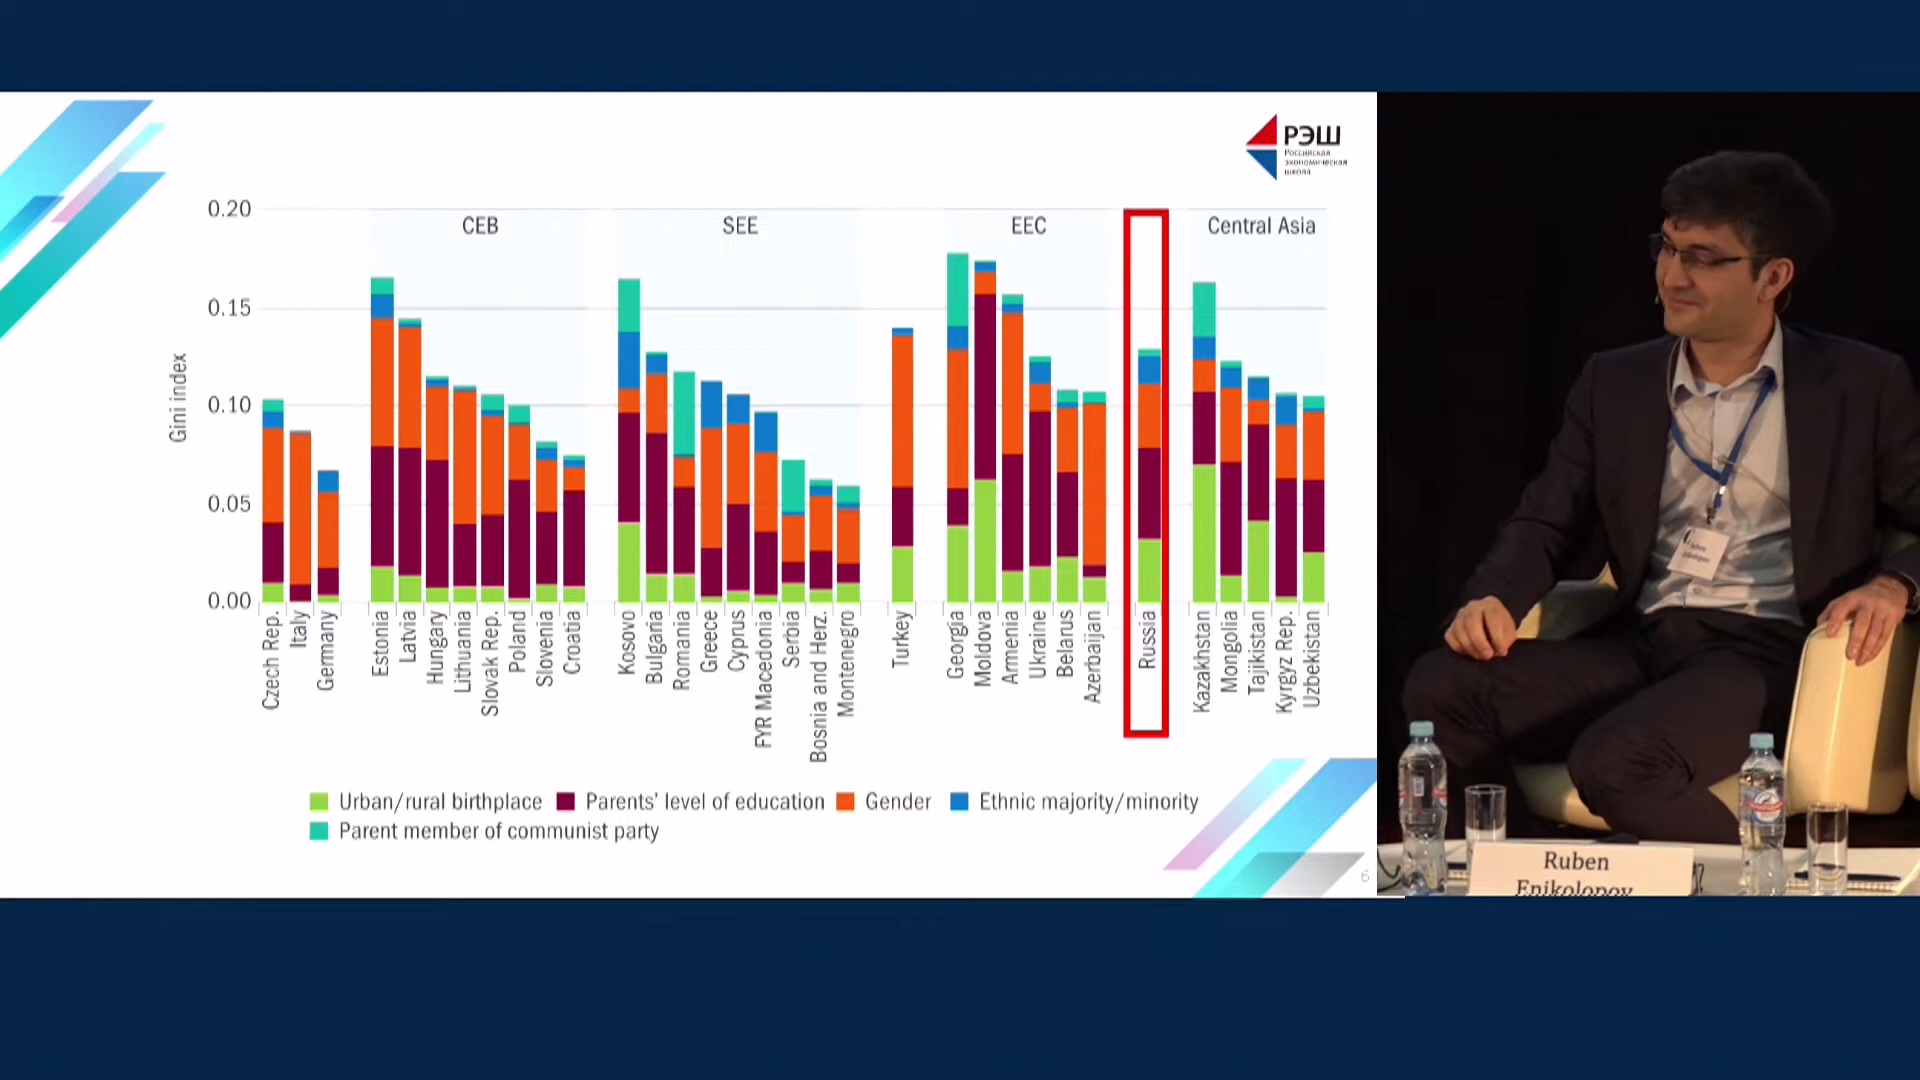 РЭШ
Российская
экономическая
школа
0.20
0.15
0.10
0.05
0.00
Gini index
CEB
SEE
EEC
Central Asia
Czech Rep.
Italy
Germany
Estonia
Latvia
Hungary
Lithuania
Slovak Rep.
Poland
Slovenia
Croatia
Kosovo
Bulgaria
Romania
Greece
Cyprus
FYR Macedonia
Serbia
Bosnia and Herz.
Montenegro
Turkey
Georgia
Moldova
Armenia
Ukraine
Belarus
Azerbaijan
Russia
Kazakhstan
Mongolia
Tajikistan
Kyrgyz Rep.
Uzbekistan
Urban/rural birthplace
Parents' level of education
Gender
Ethnic majority/minority
Parent member of communist party
6
Ruben
Enikolopov